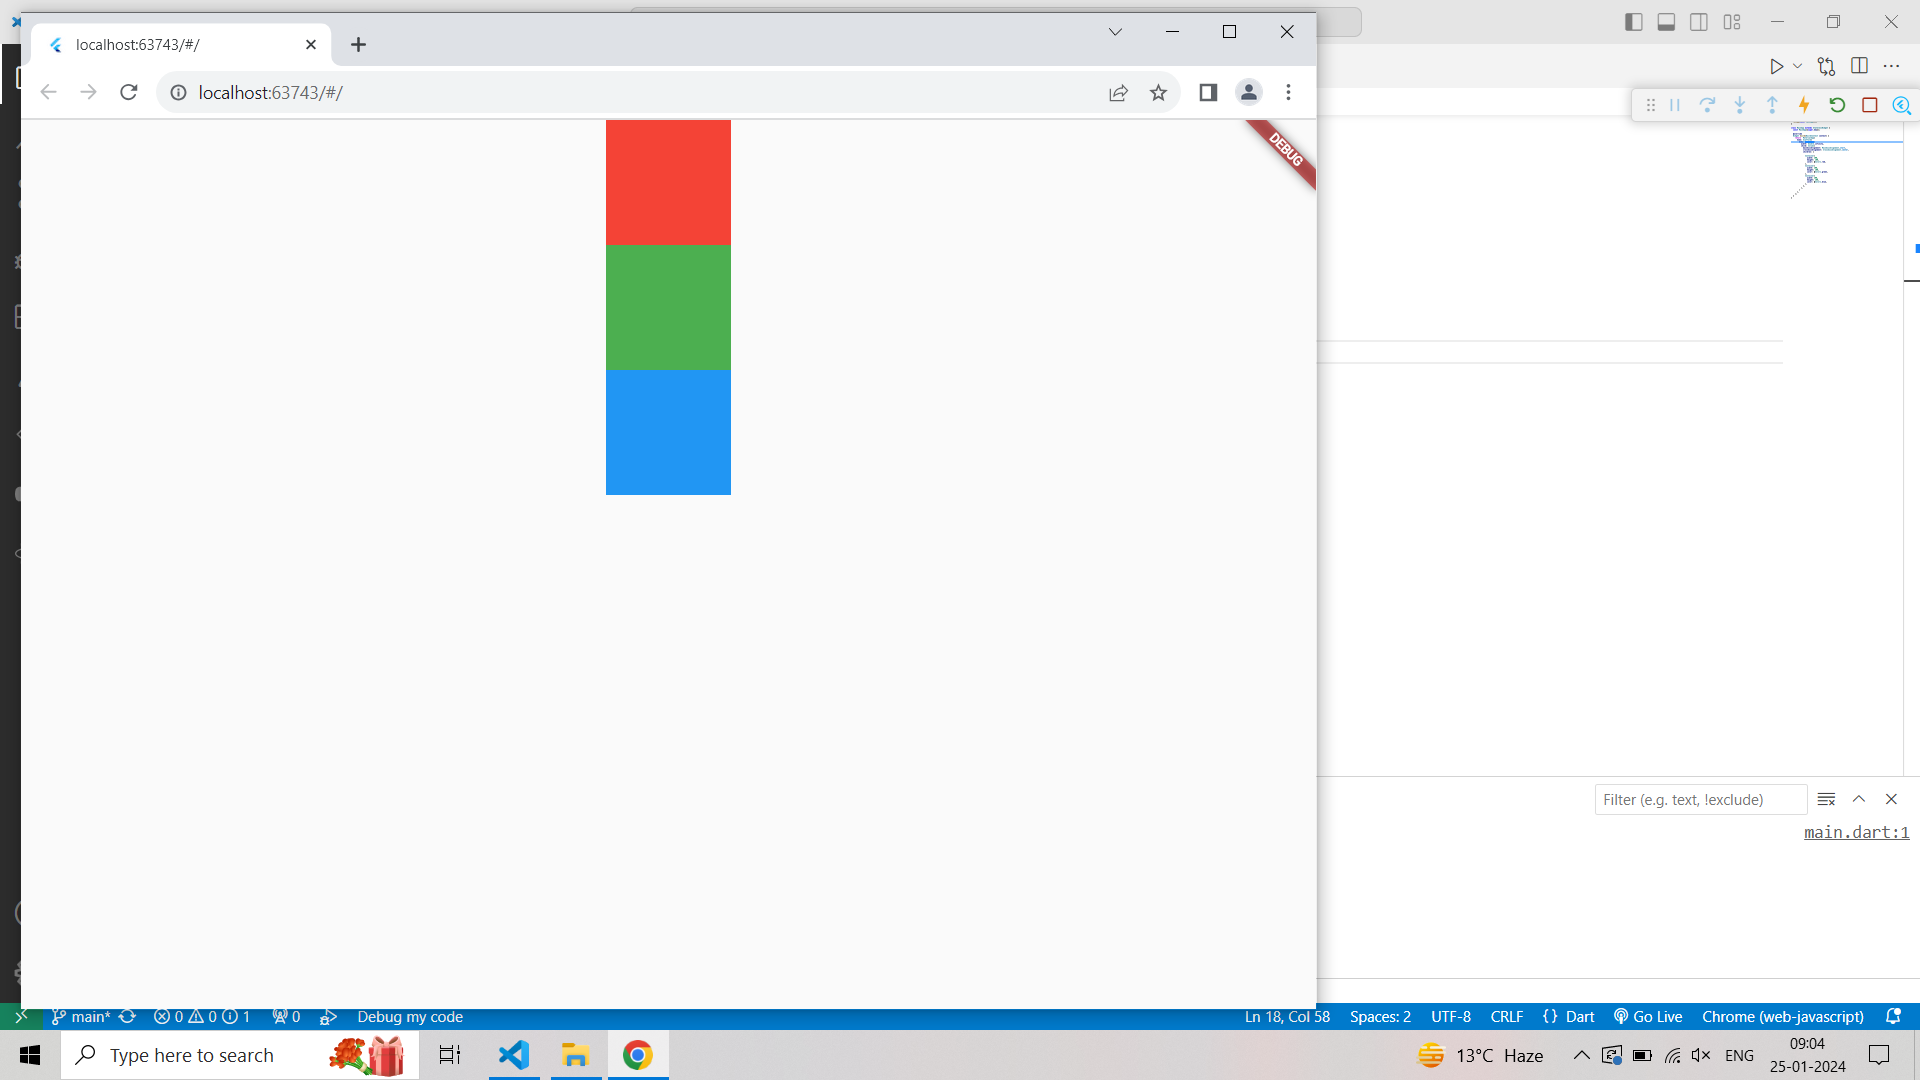 localhost:63743/#/
localhost:63743/#/
DEBUG
Filter (e.g. text, !exclude)
main.dart:1
main* 0 0 1 0 Debug my code
Ln 18, Col 58 Spaces: 2 UTF-8 CRLF {} Dart Go Live Chrome (web-javascript)
Type here to search
13°C Haze
ENG
09:04
25-01-2024